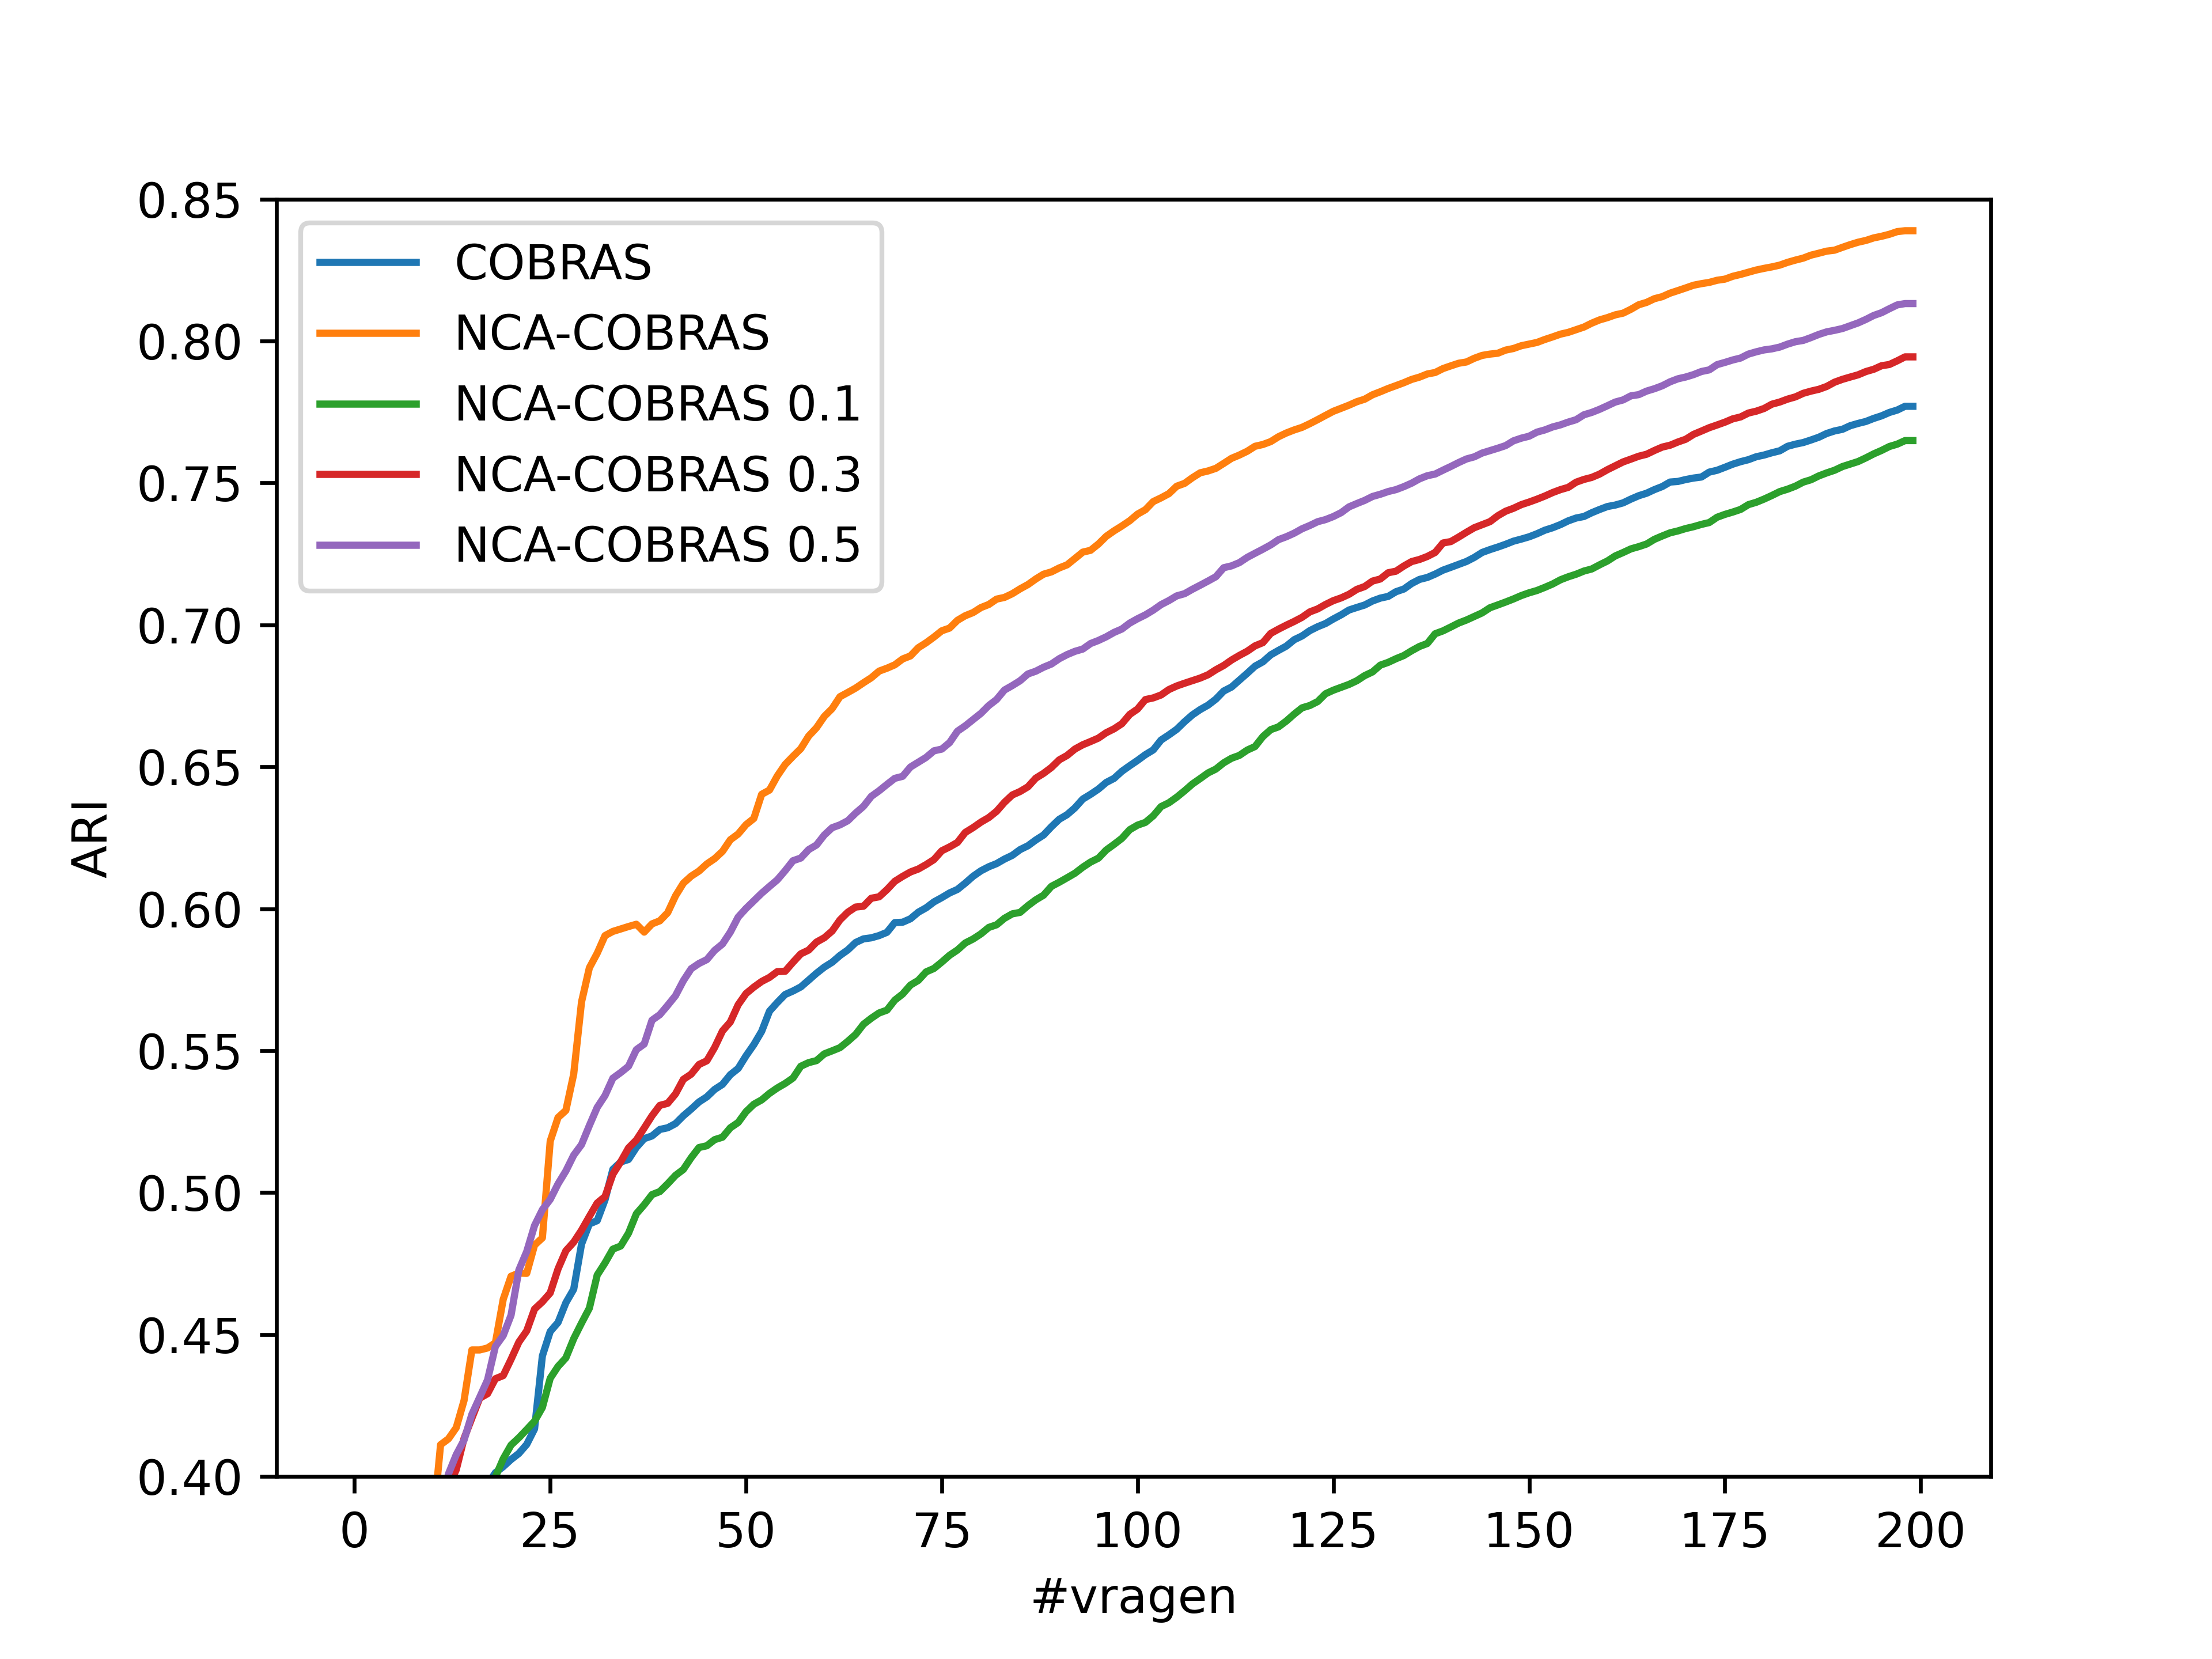 0.85
0.80
0.75
0.70
0.65
0.60
0.55
0.50
0.45
0.40
ARI
COBRAS
NCA-COBRAS
NCA-COBRAS 0.1
NCA-COBRAS 0.3
NCA-COBRAS 0.5
0 25 50 75 100 125 150 175 200
#vragen